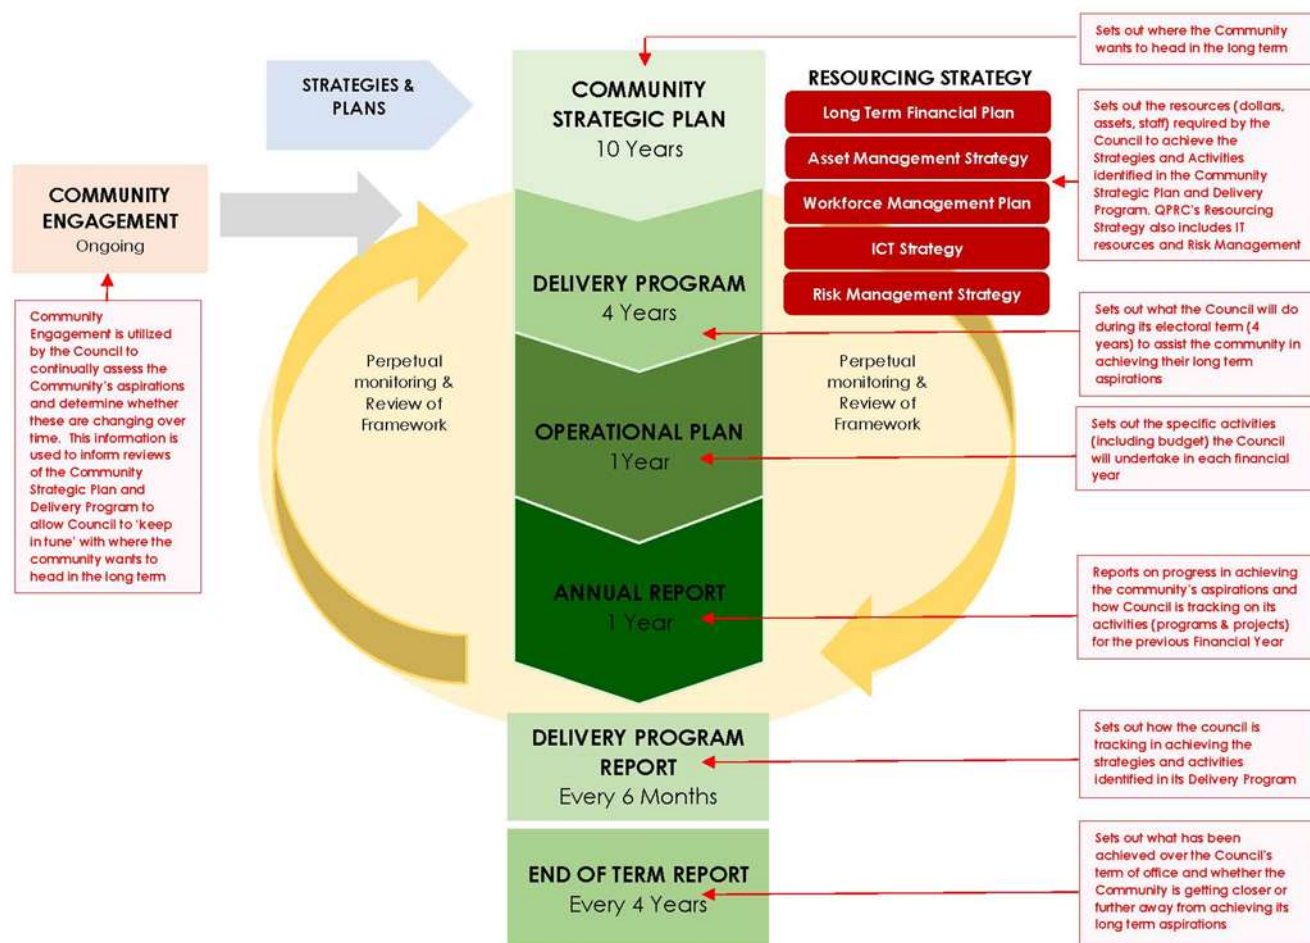 STRATEGIES &
PLANS
COMMUNITY
ENGAGEMENT
Ongoing
Community
Engagement is utilized
by the Council to
continually assess the
Community's aspirations
and determine whether
these are changing over
time. This information is
used to inform reviews
of the Community
Strategic Plan and
Delivery Program to
allow Council to 'keep
in tune' with where the
community wants to
head in the long term
COMMUNITY
STRATEGIC PLAN
10 Years
DELIVERY PROGRAM
4 Years
Perpetual
monitoring &
Review of
Framework
OPERATIONAL PLAN
1Year
Perpetual
monitoring &
Review of
Framework
ANNUAL REPORT
1 Year
DELIVERY PROGRAM
REPORT
Every 6 Months
END OF TERM REPORT
Every 4 Years
RESOURCING STRATEGY
Long Term Financial Plan
Asset Management Strategy
Workforce Management Plan
ICT Strategy
Risk Management Strategy
Sets out where the Community
wants to head in the long term
Sets out the resources (dollars,
assets, staff) required by the
Council to achieve the
Strategies and Activities
identified in the Community
Strategic Plan and Delivery
Program. QPRC's Resourcing
Strategy also includes IT
resources and Risk Management
Sets out what the Council will do
during its electoral term (4
years) to assist the community in
achieving their long term
aspirations
Sets out the specific activities
(including budget) the Council
will undertake in each financial
year
Reports on progress in achieving
the community's aspirations and
how Council is tracking on its
activities (programs & projects)
for the previous Financial Year
Sets out how the council is
tracking in achieving the
strategies and activities
identified in its Delivery Program
Sets out what has been
achieved over the Council's
term of office and whether the
Community is getting closer or
further away from achieving its
long term aspirations